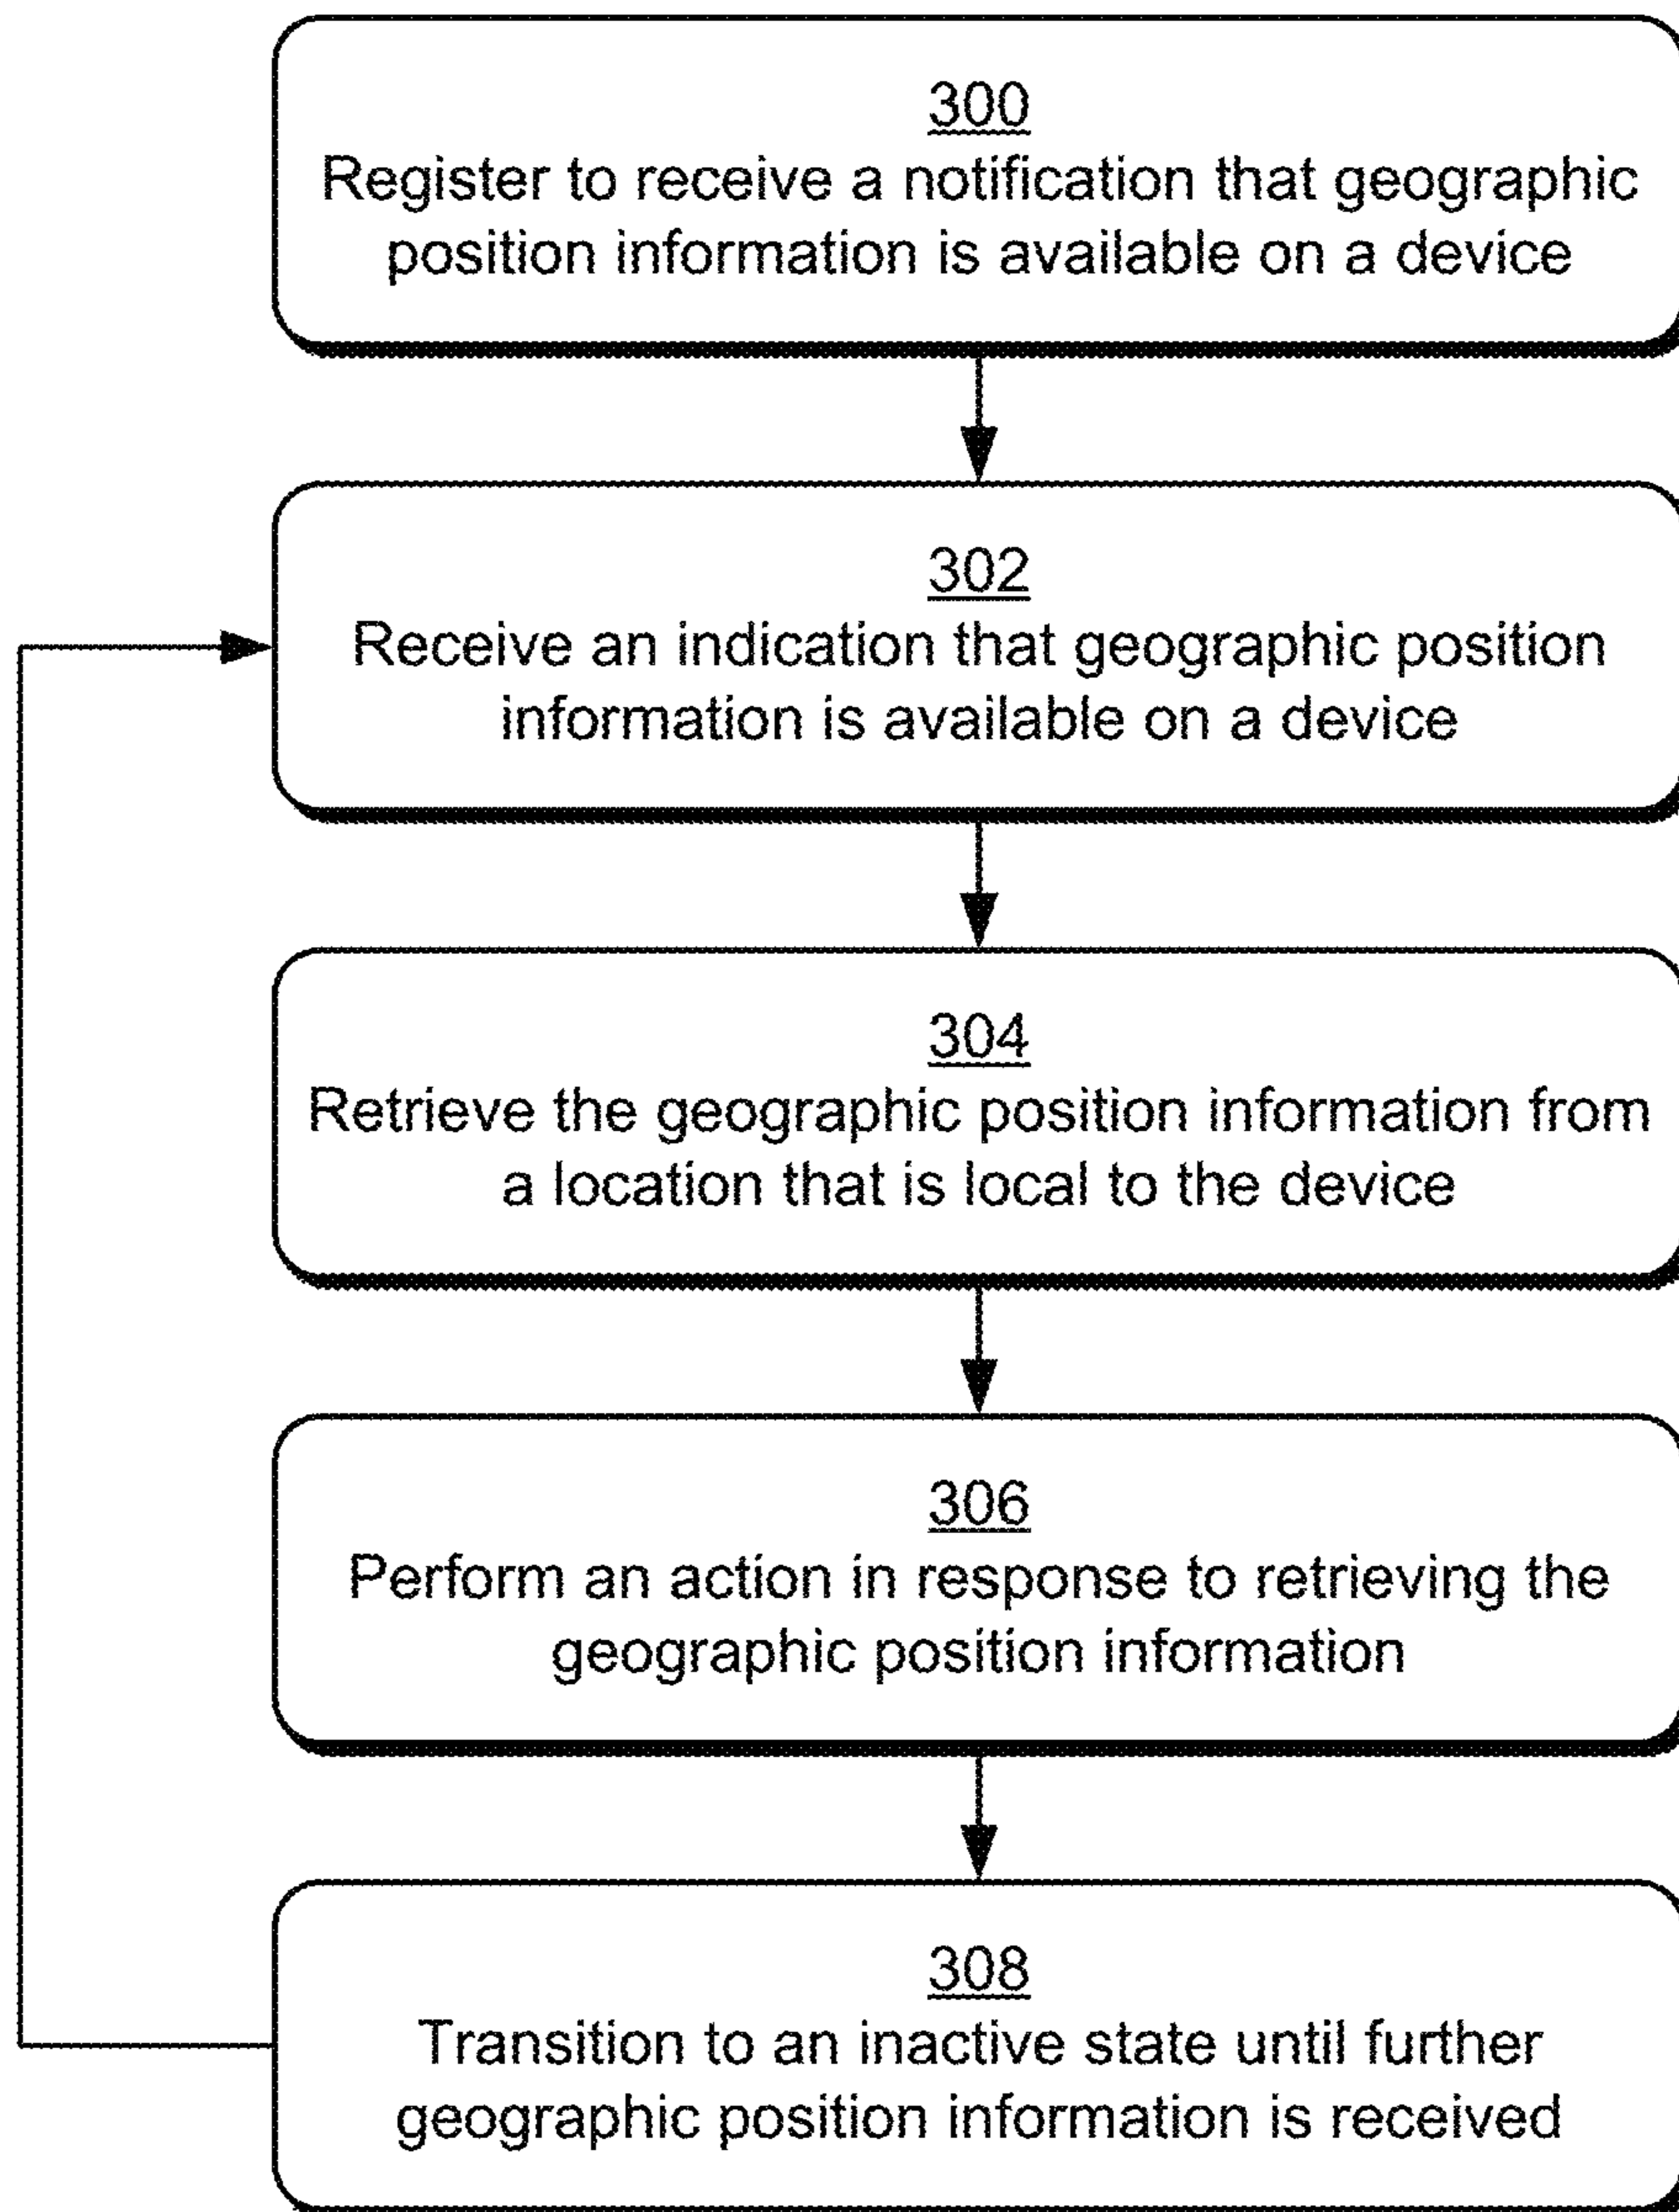 300
Register to receive a notification that geographic
position information is available on a device
302
Receive an indication that geographic position
information is available on a device
304
Retrieve the geographic position information from
a location that is local to the device
306
Perform an action in response to retrieving the
geographic position information
308
Transition to an inactive state until further
geographic position information is received